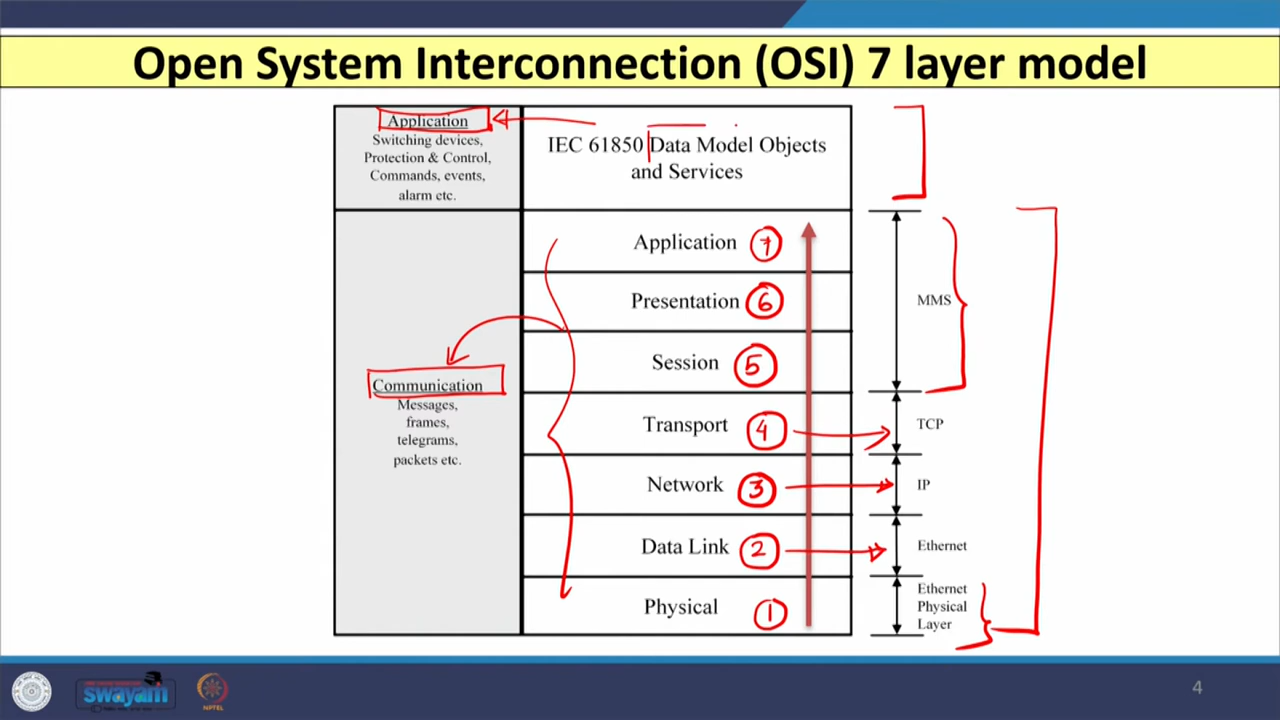 Open System Interconnection (OSI) 7 layer model
Application
Switching devices,
Protection & Control,
Commands, events,
alarm etc.
IEC 61850 Data Model Objects
and Services
Application 7
Presentation 6
Session 5
Transport 4
Network 3
Data Link 2
Physical 1
Communication
Messages,
frames,
telegrams,
packets etc.
MMS
TCP
IP
Ethernet
Ethernet
Physical
Layer
swayam
NPTEL
4